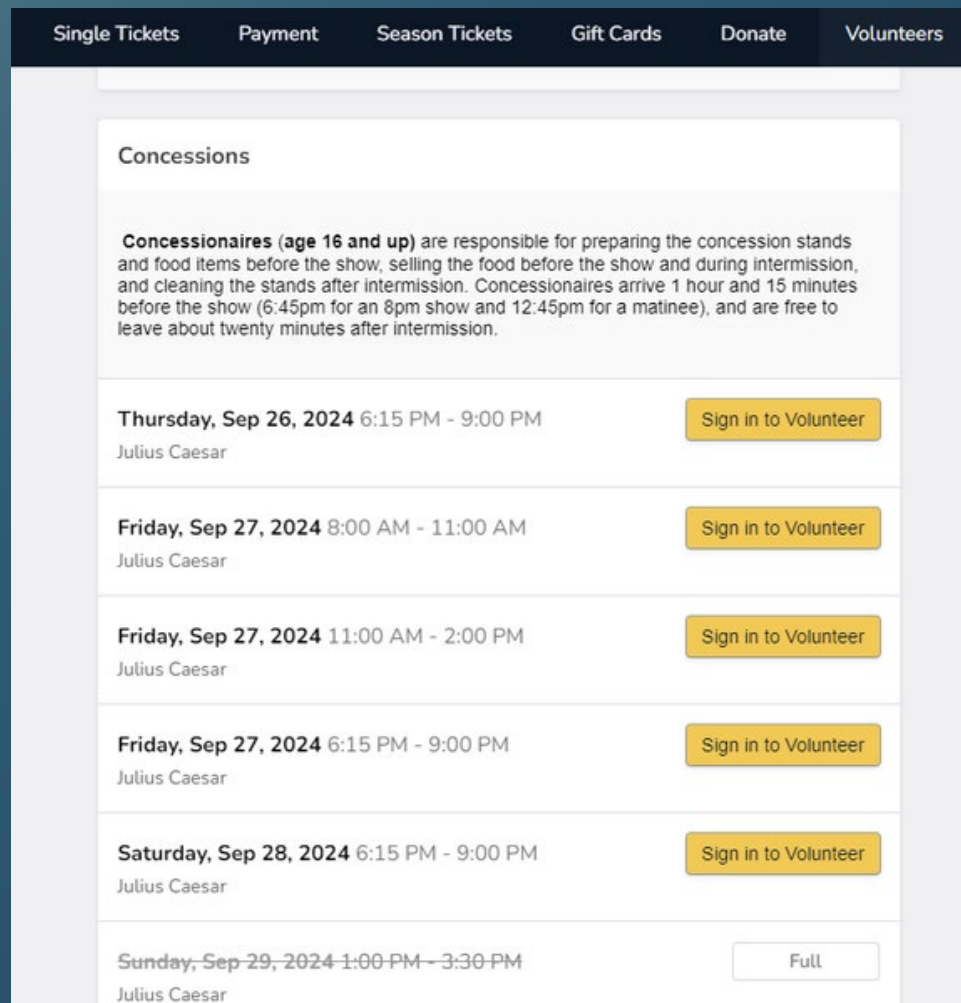 Single Tickets Payment Season Tickets Gift Cards Donate Volunteers
Concessions
Concessionaires (age 16 and up) are responsible for preparing the concession stands
and food items before the show, selling the food before the show and during intermission,
and cleaning the stands after intermission. Concessionaires arrive 1 hour and 15 minutes
before the show (6:45pm for an 8pm show and 12:45pm for a matinee), and are free to
leave about twenty minutes after intermission.
Thursday, Sep 26, 2024 6:15 PM - 9:00 PM Sign in to Volunteer
Julius Caesar
Friday, Sep 27, 2024 8:00 AM - 11:00 AM Sign in to Volunteer
Julius Caesar
Friday, Sep 27, 2024 11:00 AM - 2:00 PM Sign in to Volunteer
Julius Caesar
Friday, Sep 27, 2024 6:15 PM - 9:00 PM Sign in to Volunteer
Julius Caesar
Saturday, Sep 28, 2024 6:15 PM - 9:00 PM Sign in to Volunteer
Julius Caesar
Sunday, Sep 29, 2024 1:00 PM - 3:30 PM Full
Julius Caesar